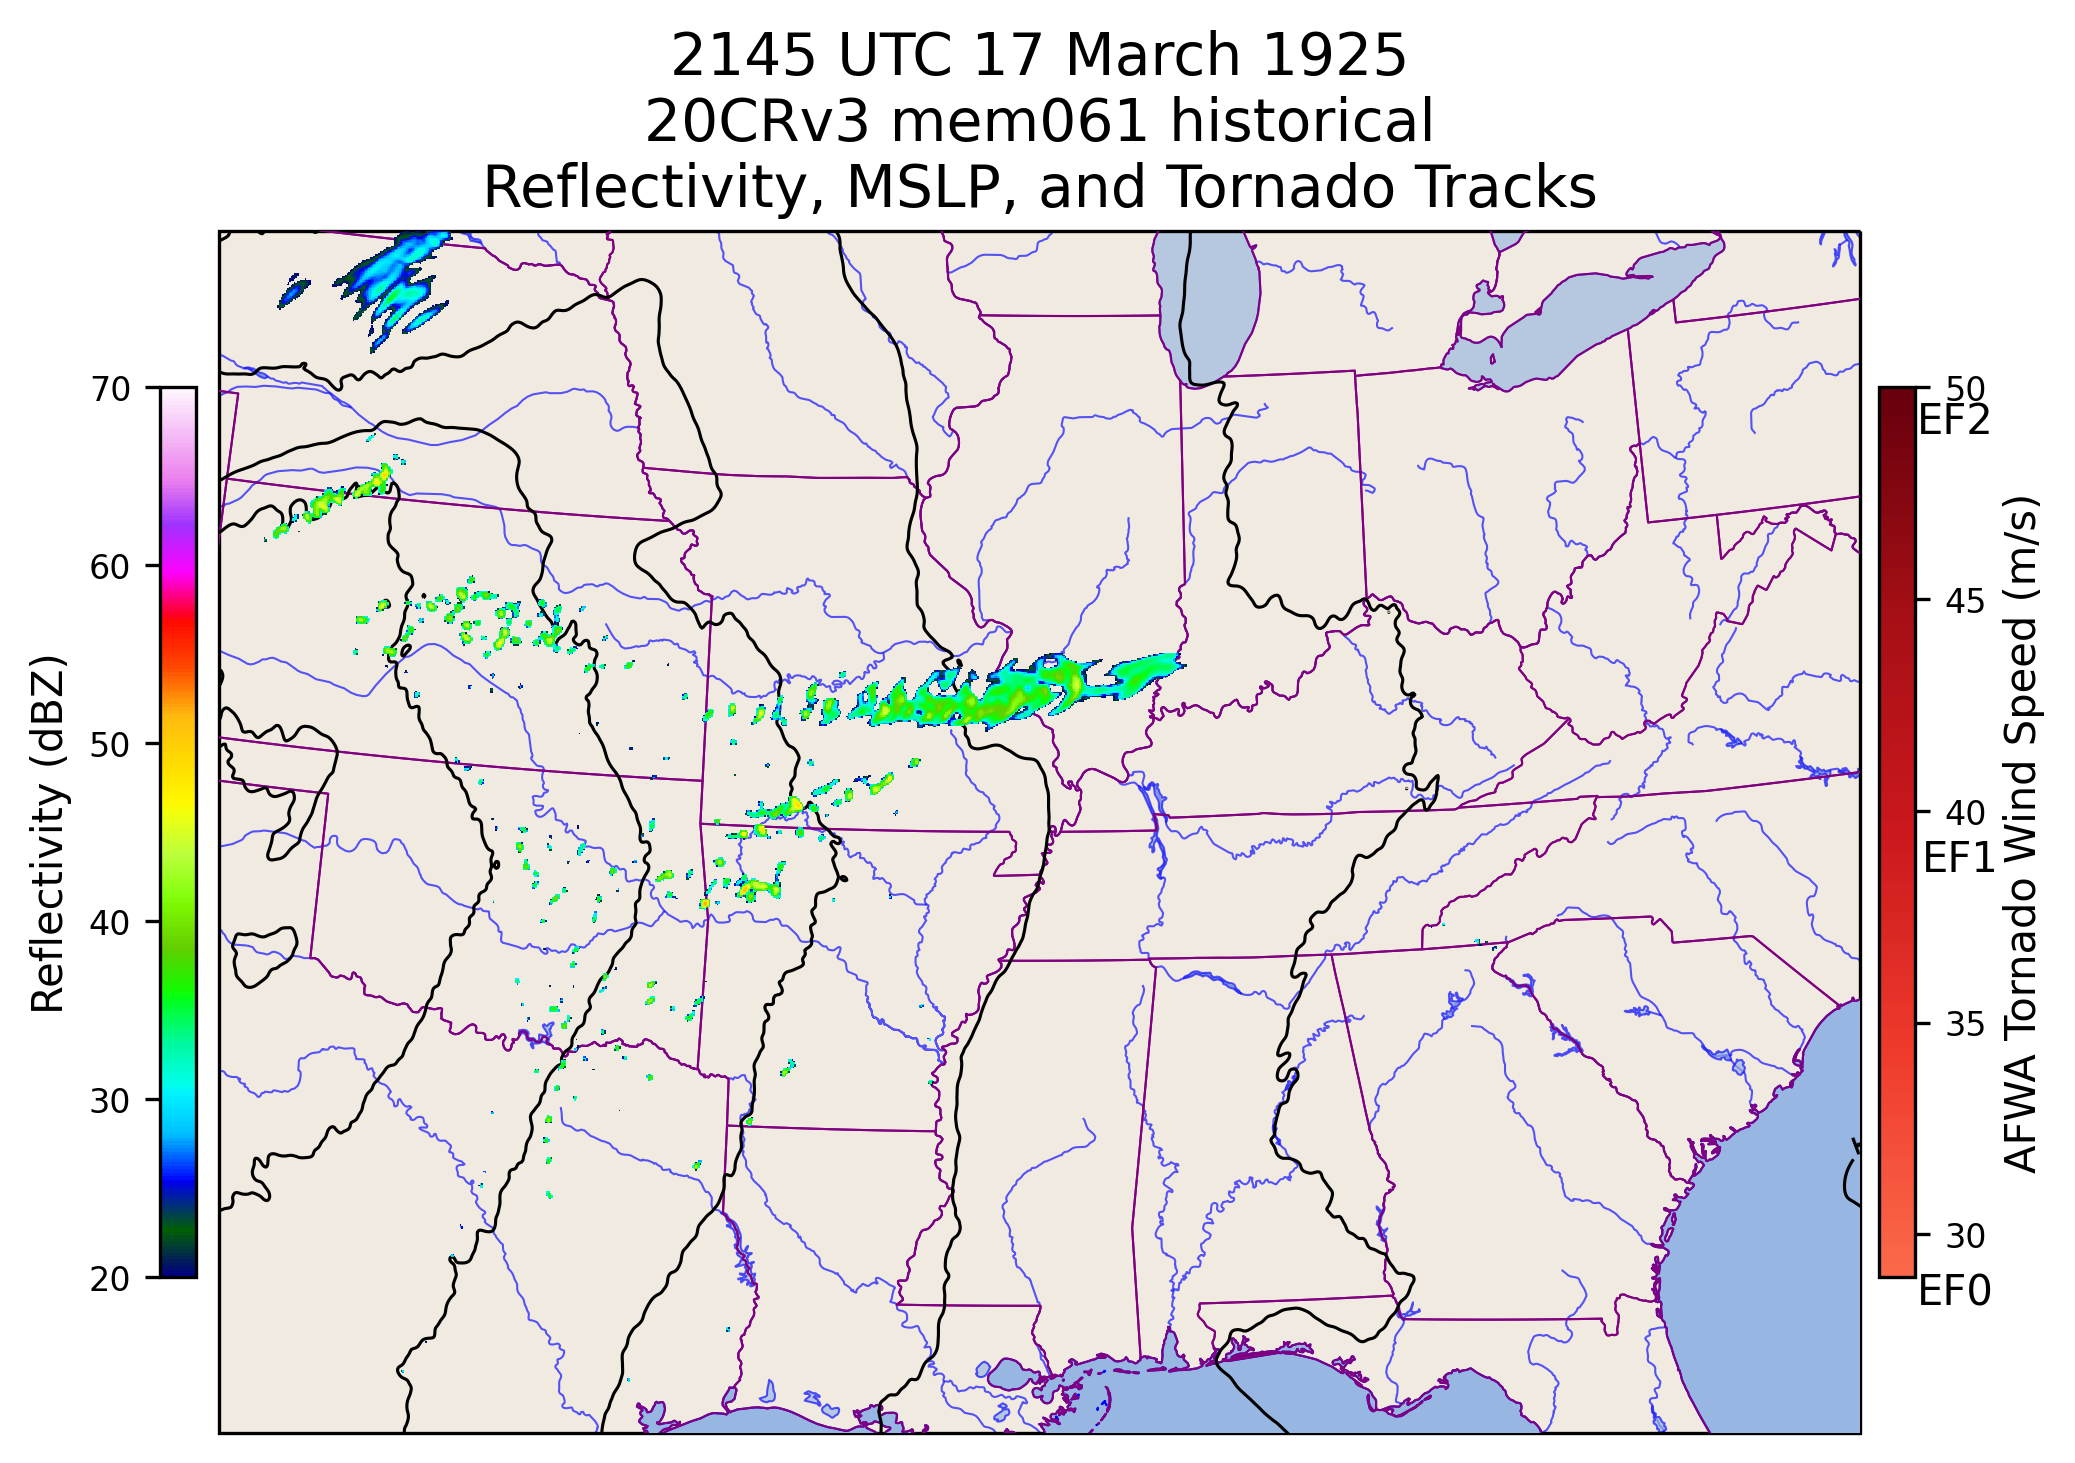 2145 UTC 17 March 1925
20CRv3 mem061 historical
Reflectivity, MSLP, and Tornado Tracks
Reflectivity (dBZ)
70
60
50
40
30
20
50
EF2
45
40
EF1
35
30
EF0
AFWA Tornado Wind Speed (m/s)